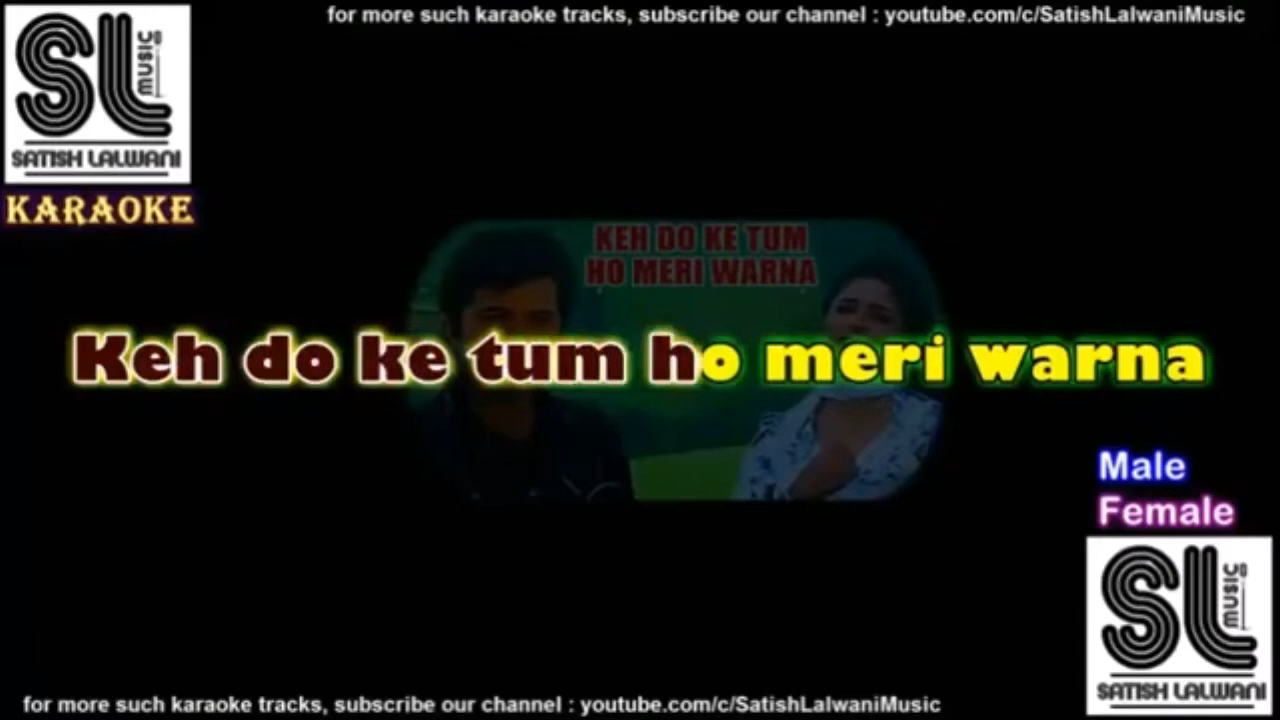 for more such karaoke tracks, subscribe our channel : youtube.com/c/SatishLalwaniMusic
SL MUSIC
SATISH LALWANI
KARAOKE
KEH DO KE TUM
HO MERI WARNA
Keh do ke tum ho meri warna
Male
Female
SL MUSIC
SATISH LALWANI
for more such karaoke tracks, subscribe our channel : youtube.com/c/SatishLalwaniMusic